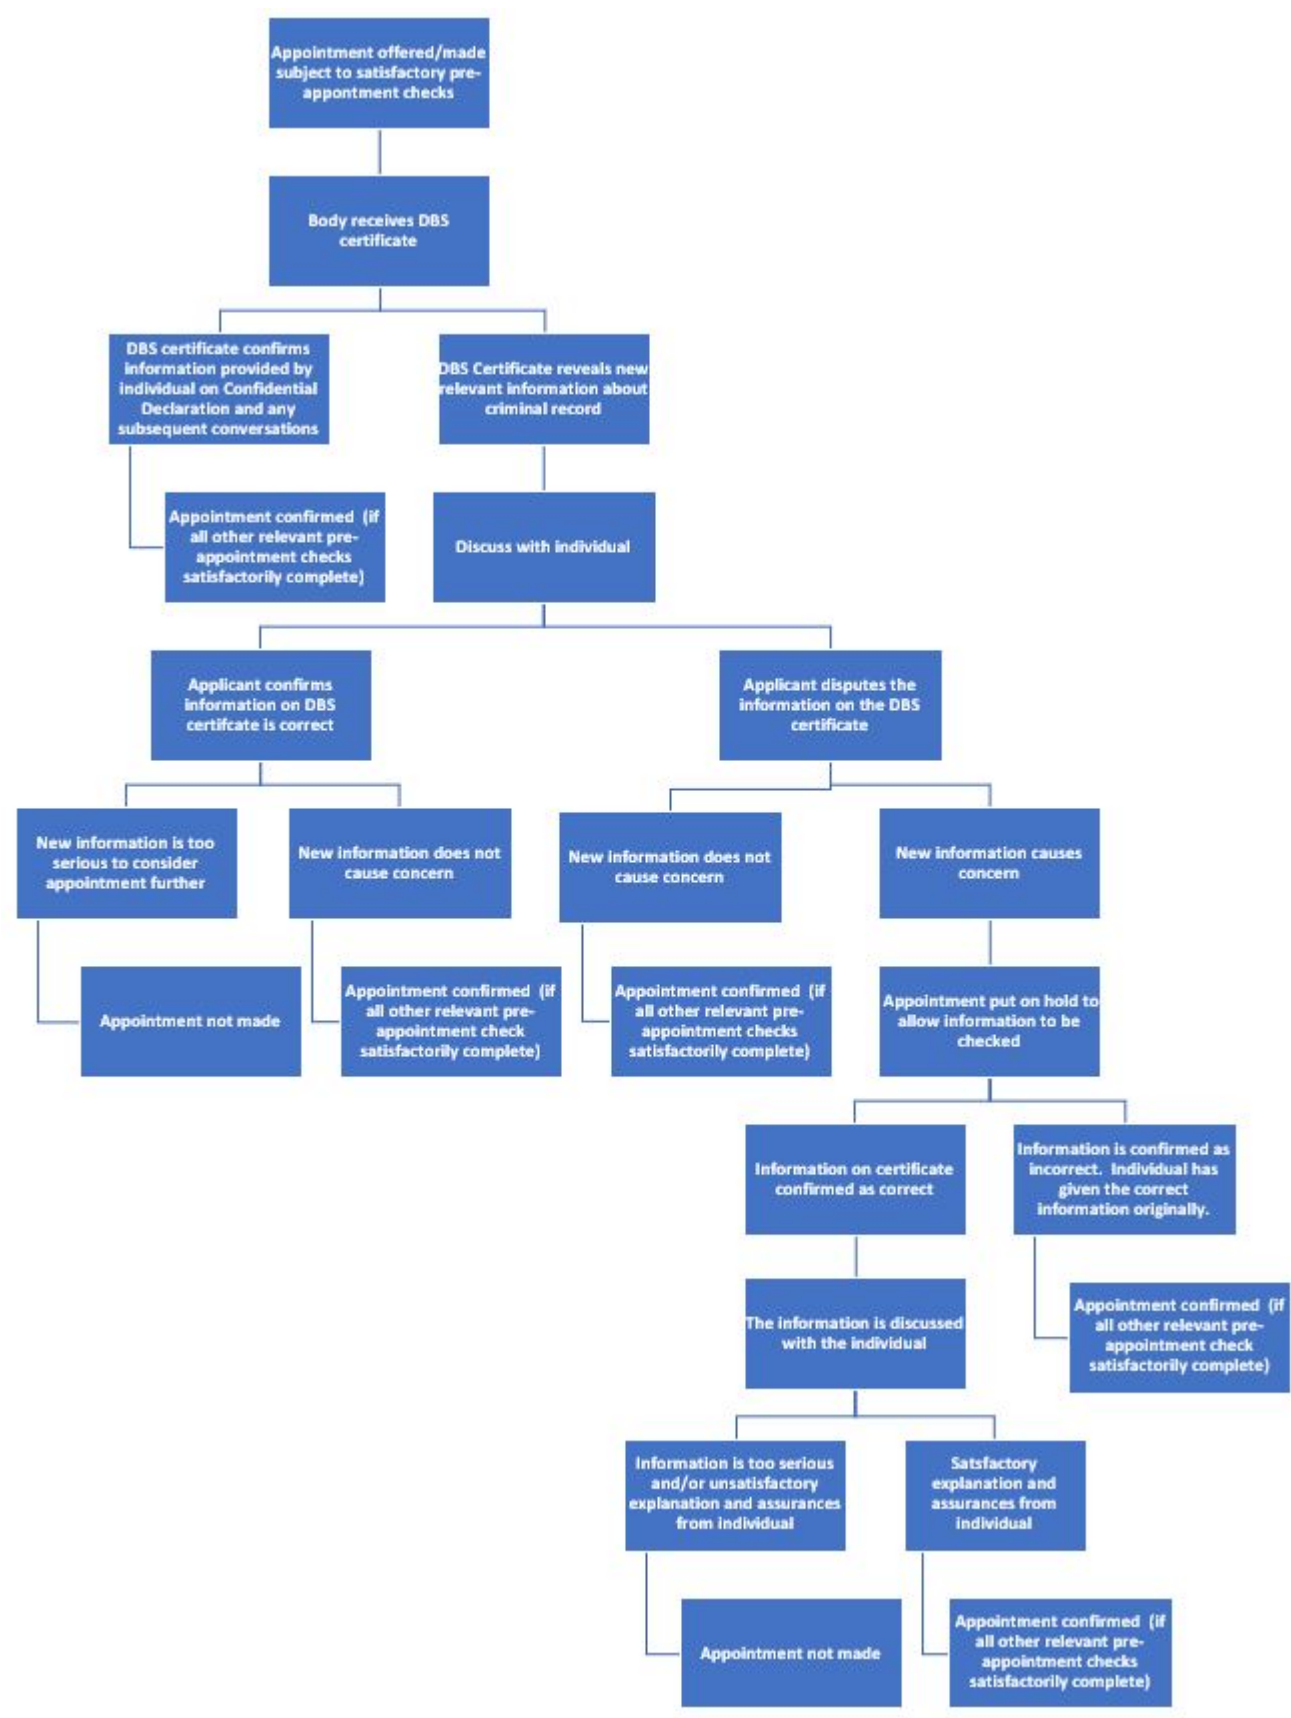 Appointment offered/made
subject to satisfactory pre-
appontment checks
Body receives DBS
certificate
DBS certificate confirms
information provided by
individual on Confidential
Declaration and any
subsequent conversations
DBS Certificate reveals new
relevant information about
criminal record
Appointment confirmed (if
all other relevant pre-
appointment checks
satisfactorily complete)
Discuss with individual
Applicant confirms
information on DBS
certifcate is correct
Applicant disputes the
information on the DBS
certificate
New information is too
serious to consider
appointment further
New information does not
cause concern
New information does not
cause concern
New information causes
concern
Appointment not made
Appointment confirmed (if
all other relevant pre-
appointment check
satisfactorily complete)
Appointment confirmed (if
all other relevant pre-
appointment checks
satisfactorily complete)
Appointment put on hold to
allow information to be
checked
Information on certificate
confirmed as correct
Information is confirmed as
incorrect. Individual has
given the correct
information originally.
The information is discussed
with the individual
Appointment confirmed (if
all other relevant pre-
appointment check
satisfactorily complete)
Information is too serious
and/or unsatisfactory
explanation and assurances
from individual
Satsfactory
explanation and
assurances from
individual
Appointment not made
Appointment confirmed (if
all other relevant pre-
appointment checks
satisfactorily complete)